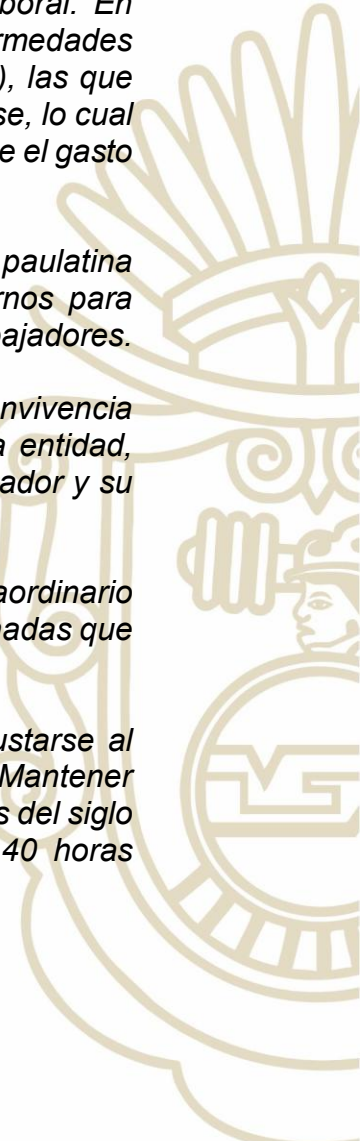 boral. En
rmedades
), las que
se, lo cual
e el gasto
paulatina
rnos para
bajadores.
nvivencia
a entidad,
ador y su
aordinario
nadas que
ustarse al
Mantener
s del siglo
40 horas